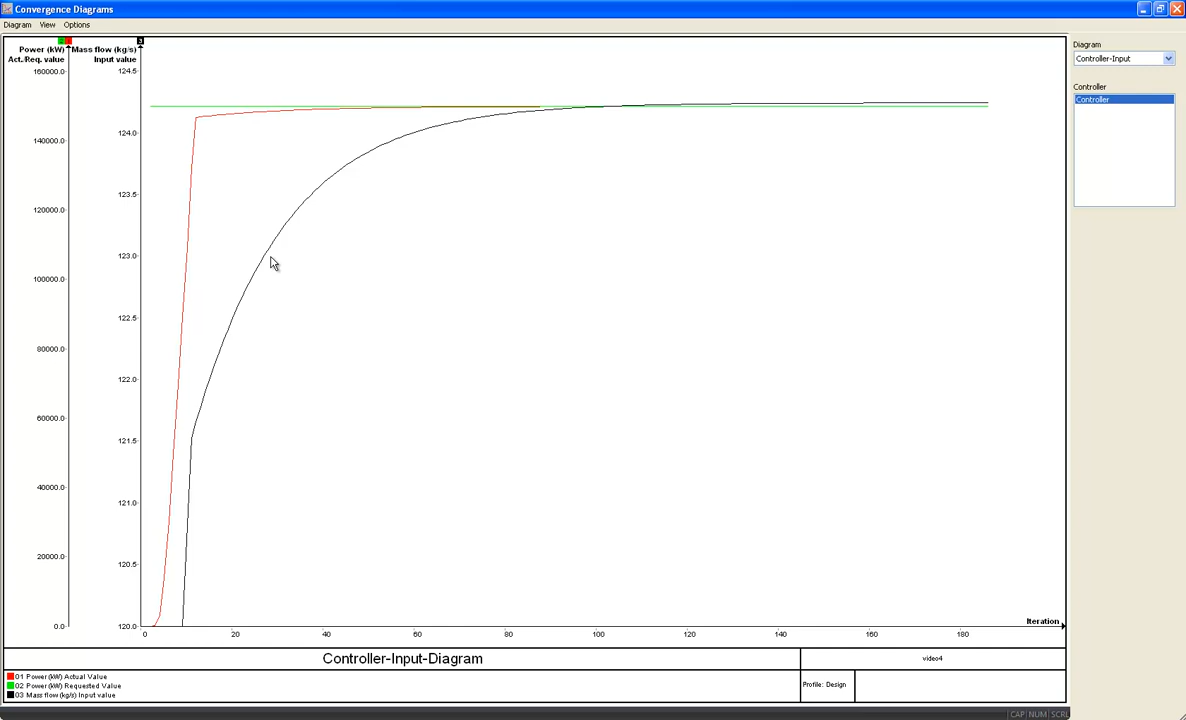 Convergence Diagrams
Diagram View Options
Power (kW) Mass flow (kg/s)
Act./Req. value Input value
3
160000.0
140000.0
120000.0
100000.0
80000.0
60000.0
40000.0
20000.0
0.0
124.5
124.0
123.5
123.0
122.5
122.0
121.5
121.0
120.5
120.0
0 20 40 60 80 100 120 140 160 180
Iteration
Diagram
Controller-Input
Controller
Controller
Controller-Input-Diagram
video4
01 Power (kW) Actual Value
02 Power (kW) Requested Value
03 Mass flow (kg/s) Input value
Profile: Design
CAP NUM SCRL